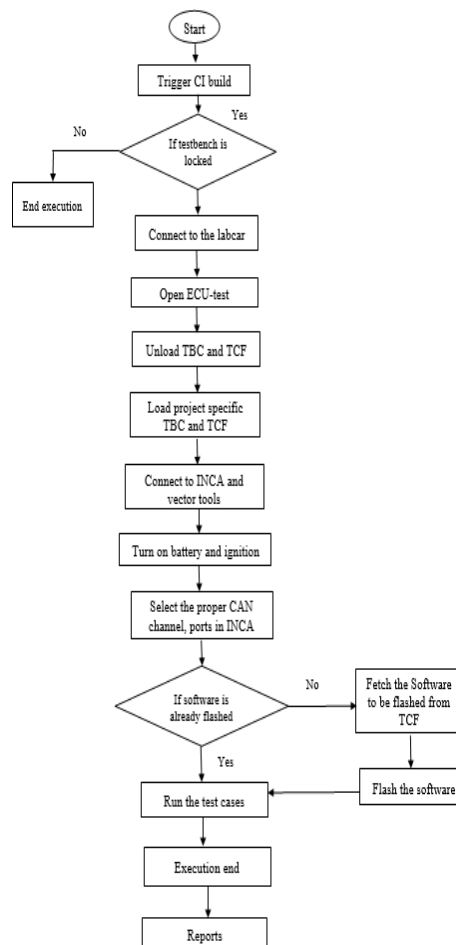 Start
Trigger CI build
No
Yes
If testbench is
locked
End execution
Connect to the labcar
Open ECU-test
Unload TBC and TCF
Load project specific
TBC and TCF
Connect to INCA and
vector tools
Turn on battery and ignition
Select the proper CAN
channel, ports in INCA
If software is
already flashed
No
Fetch the Software
to be flashed from
TCF
Yes
Flash the software
Run the test cases
Execution end
Reports